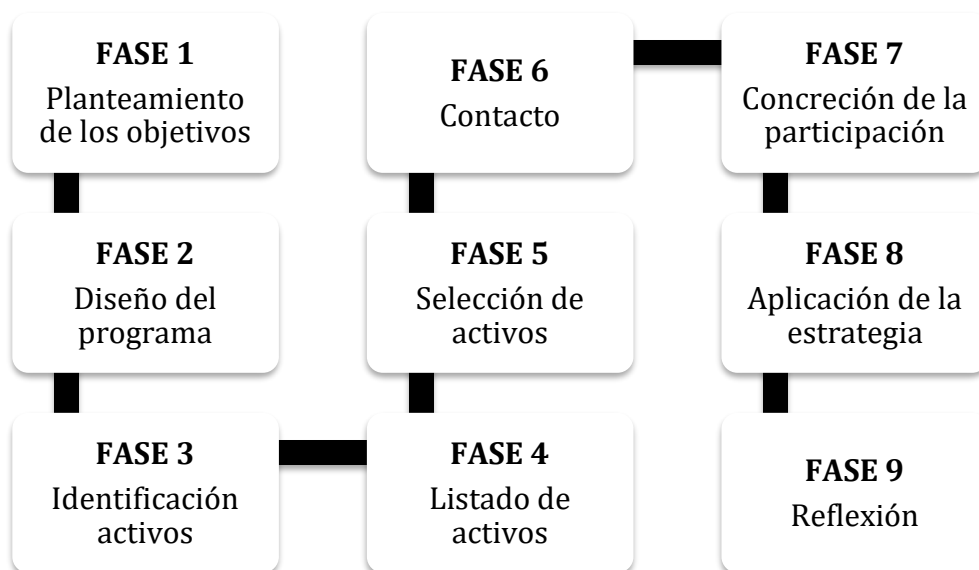 FASE 1
Planteamiento
de los objetivos
FASE 2
Diseño del
programa
FASE 3
Identificación
activos
FASE 4
Listado de
activos
FASE 5
Selección de
activos
FASE 6
Contacto
FASE 7
Concreción de la
participación
FASE 8
Aplicación de la
estrategia
FASE 9
Reflexión